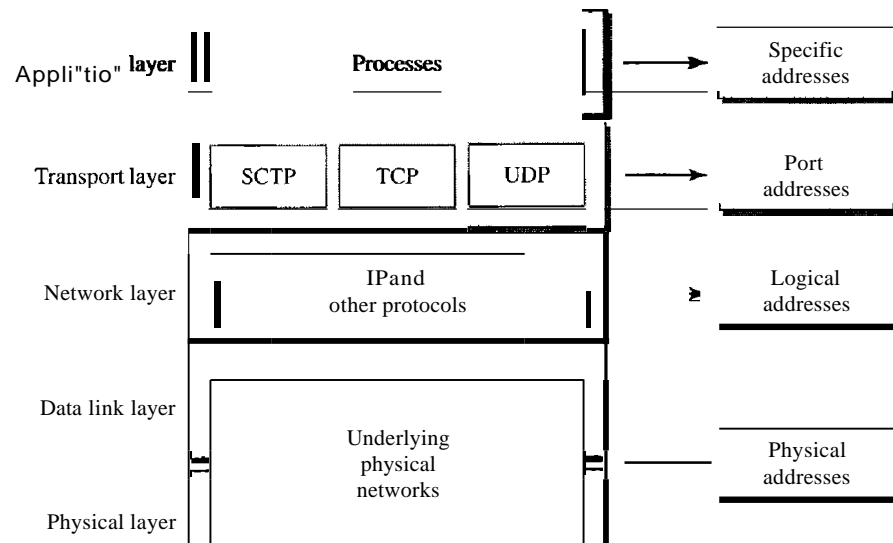 Appli"tio" layer
Processes
Specific
addresses
Transport layer
SCTP
TCP
UDP
Port
addresses
Network layer
IPand
other protocols
Logical
addresses
Data link layer
Underlying
physical
networks
Physical
addresses
Physical layer